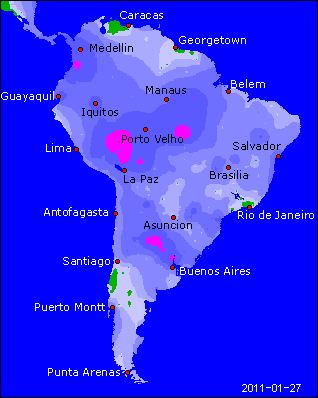 Caracas
Georgetown
Medellin
Manaus
Belem
Guayaquil
Iquitos
Porto Velho
Salvador
Lima
La Paz
Brasilia
Antofagasta
Rio de Janeiro
Asuncion
Santiago
Buenos Aires
Puerto Montt
Punta Arenas
2011-01-27